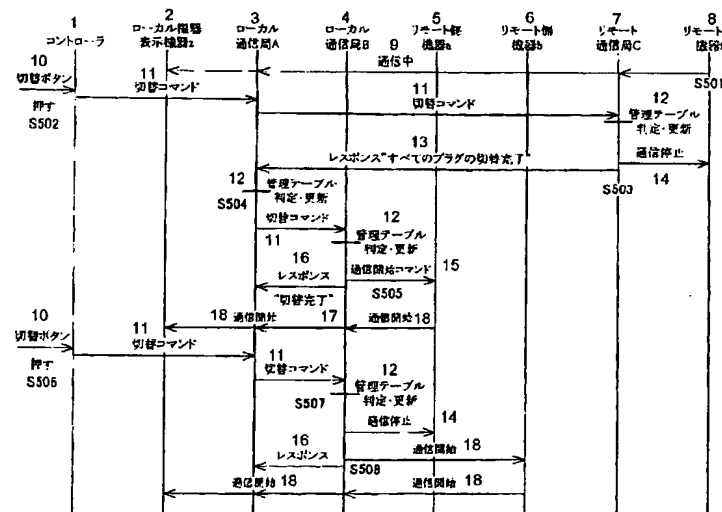 1 2 3 4 5 6 7 8
コントローラ
ローカル機器
表示機器z
ローカル
通信局A
ローカル
通信局B
リモート側
機器a
リモート側
機器b
リモート
通信局C
リモート
9
通信中
S501
10
切替ボタン
押す
S502
11
切替コマンド
11
切替コマンド
12
管理テーブル
判定・更新
13
レスポンス"すべてのプラグの切替完了"
通信停止
14
S503
12
管理テーブル
判定・更新
S504
切替コマンド
11
12
管理テーブル
判定・更新
16
レスポンス
"切替完了"
通信開始コマンド
15
S505
18 通信開始 17 通信開始 18
10
切替ボタン
押す
S506
11
切替コマンド
11
切替コマンド
12
管理テーブル
判定・更新
S507
通信停止
14
16
レスポンス
通信開始 18
S508
通信開始 18 通信開始 18